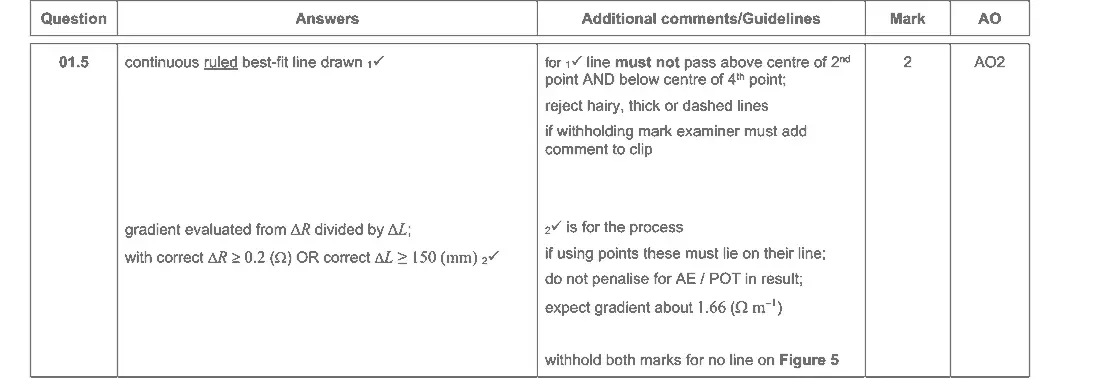 Question Answers Additional comments/Guidelines Mark AO
01.5 continuous ruled best-fit line drawn ₁✓ for ₁✓ line must not pass above centre of 2nd 2 AO2
point AND below centre of 4th point;
reject hairy, thick or dashed lines
if withholding mark examiner must add
comment to clip
gradient evaluated from ΔR divided by ΔL; ₂✓ is for the process
with correct ΔR ≥ 0.2 (Ω) OR correct ΔL ≥ 150 (mm) ₂✓ if using points these must lie on their line;
do not penalise for AE / POT in result;
expect gradient about 1.66 (Ω m⁻¹)
withhold both marks for no line on Figure 5